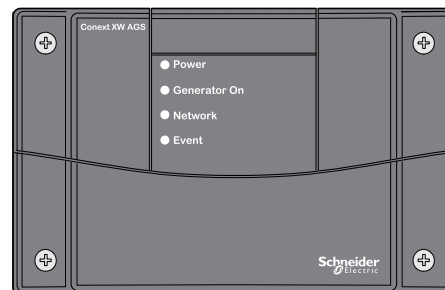 Conext XW AGS
Power
Generator On
Network
Event
Schneider
Electric